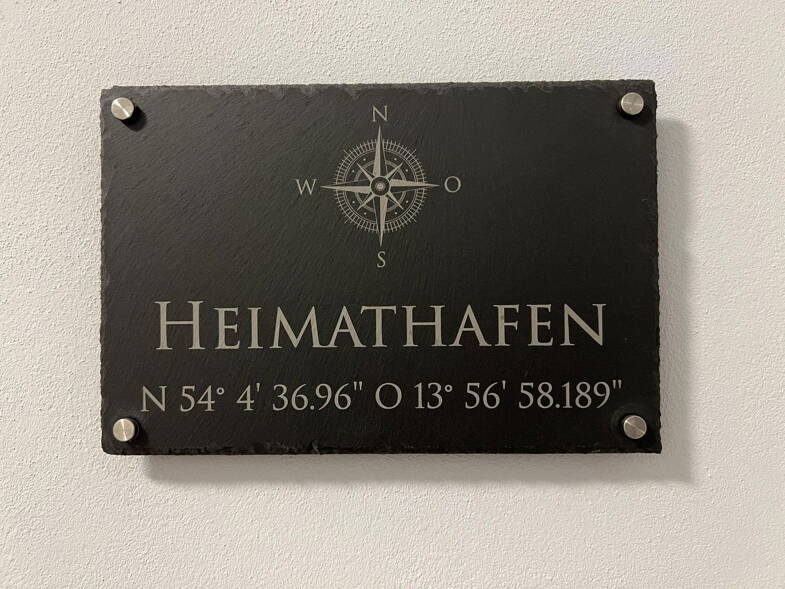 N
W O
S
HEIMATHAFEN
N 54° 4' 36.96" O 13° 56' 58.189"